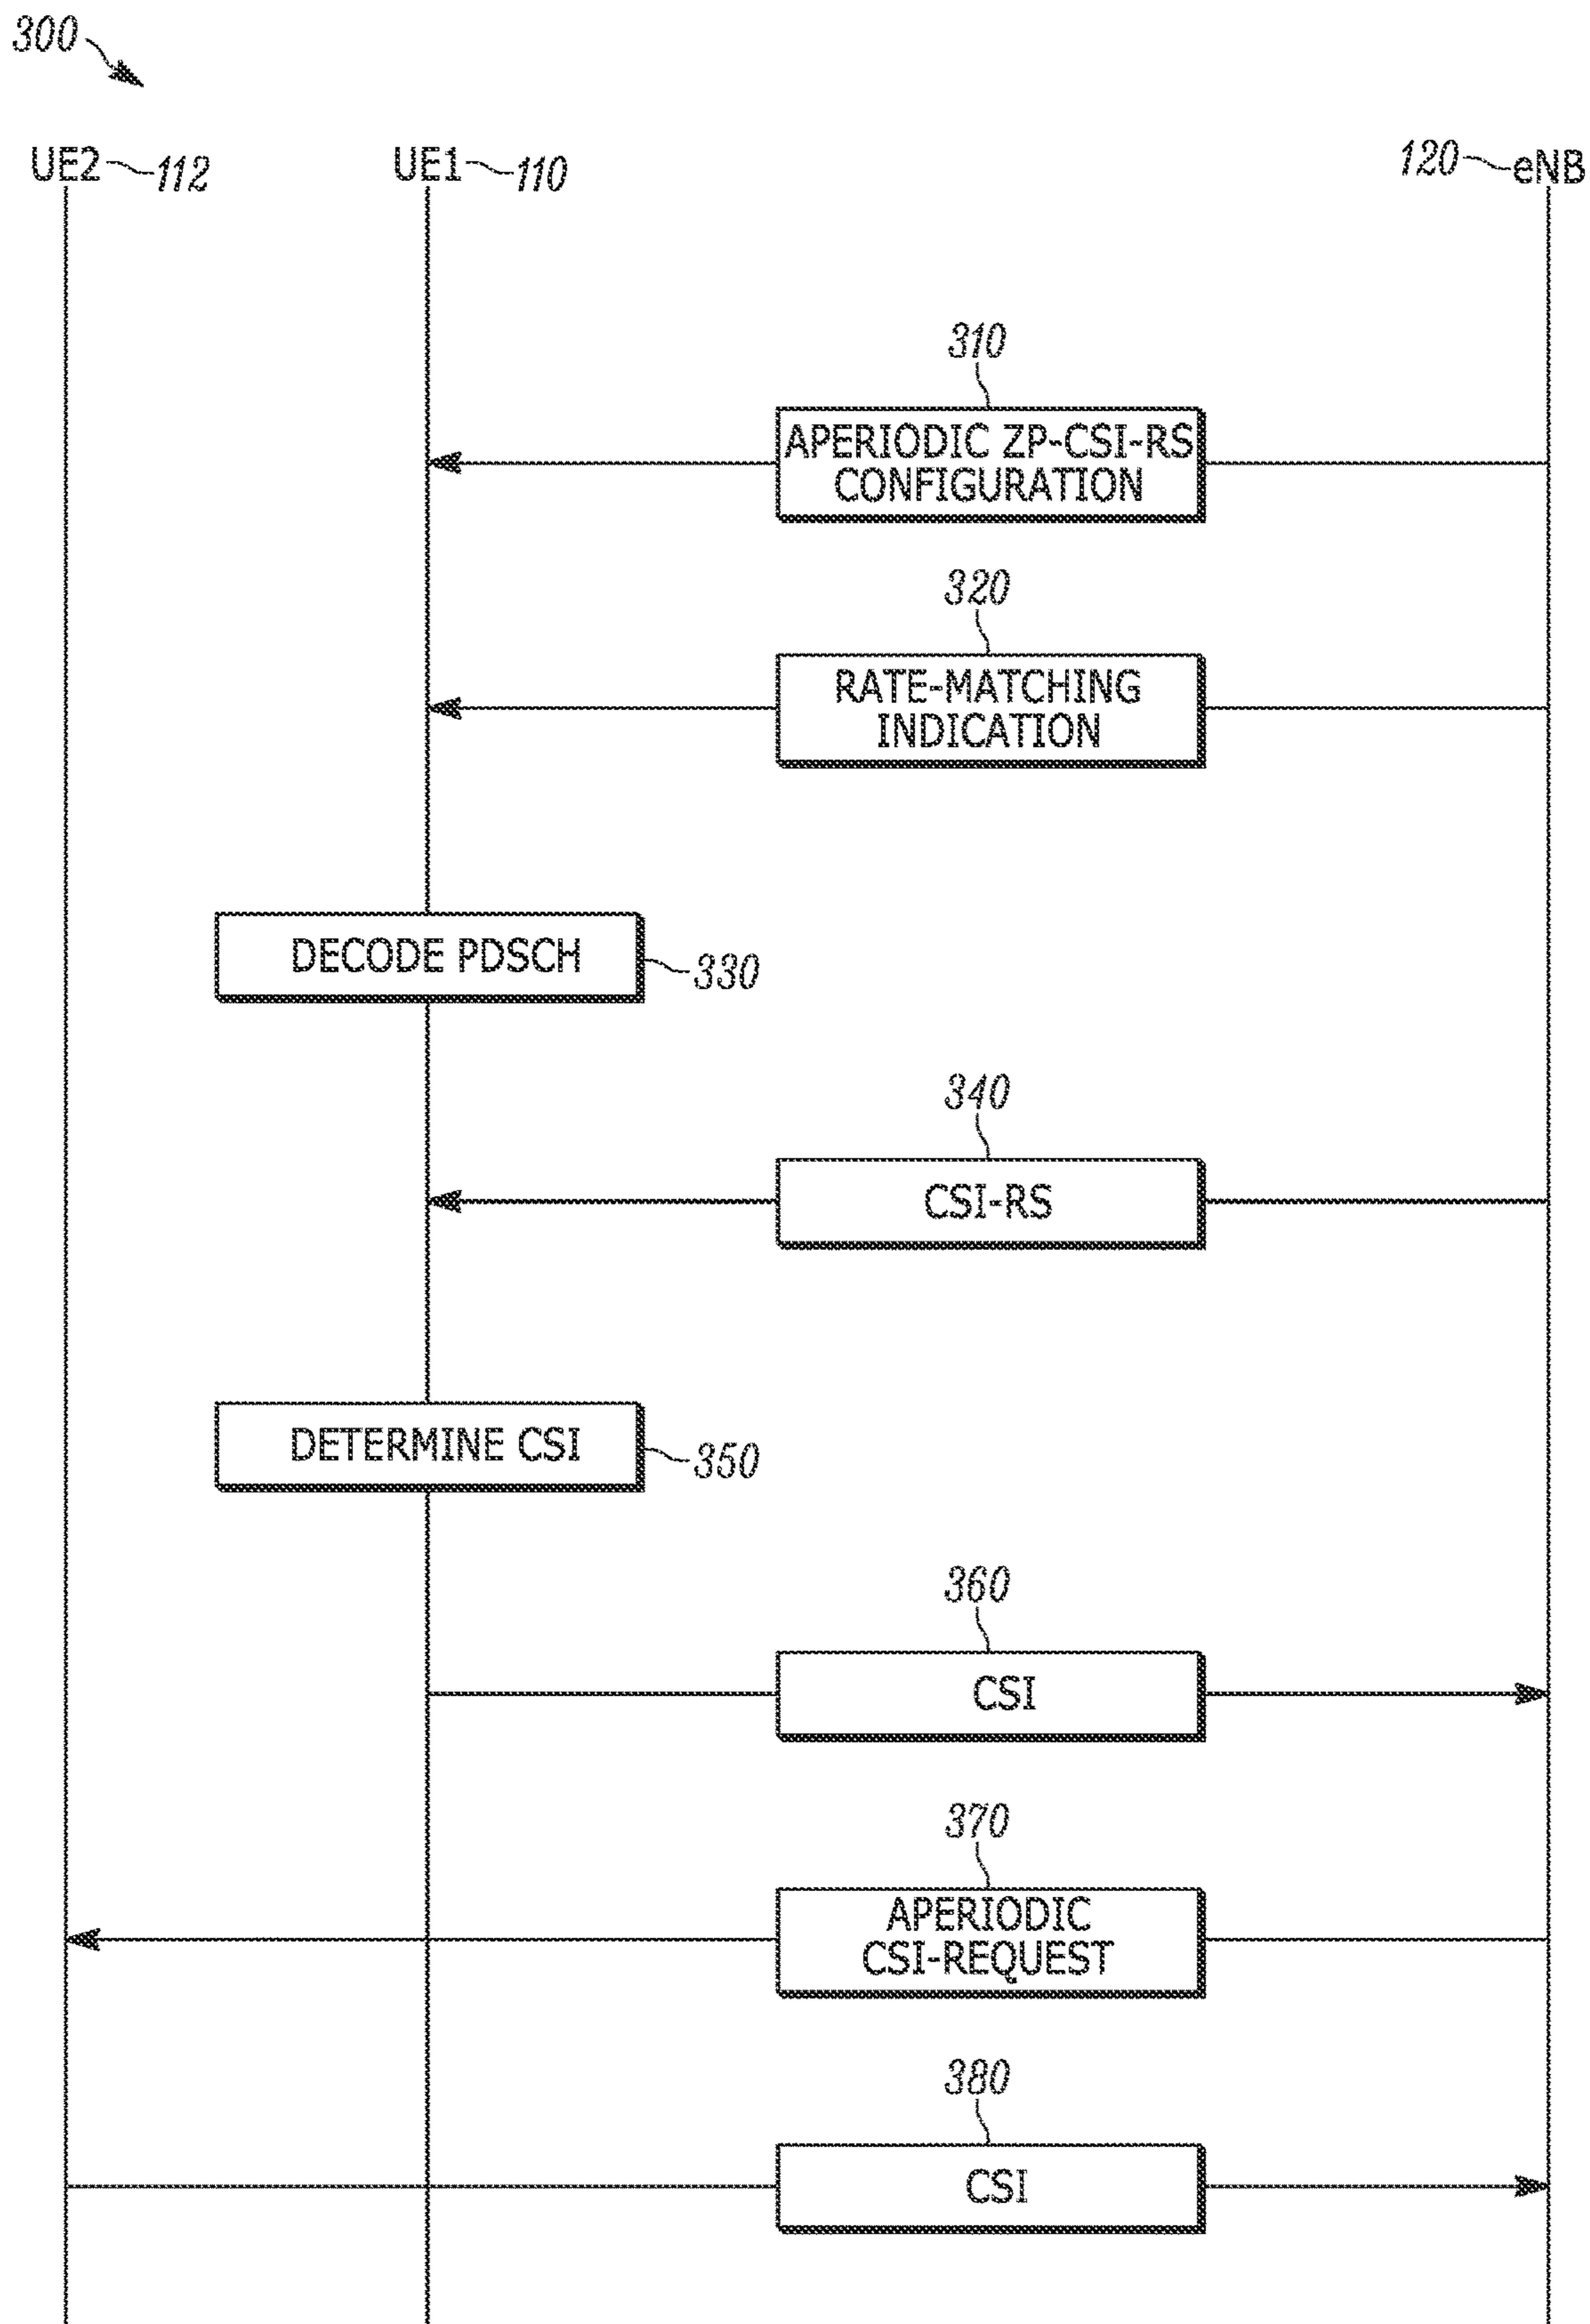 300
UE2 112
UE1 110
120 eNB
310
APERIODIC ZP-CSI-RS
CONFIGURATION
320
RATE-MATCHING
INDICATION
DECODE PDSCH
330
340
CSI-RS
DETERMINE CSI
350
360
CSI
370
APERIODIC
CSI-REQUEST
380
CSI